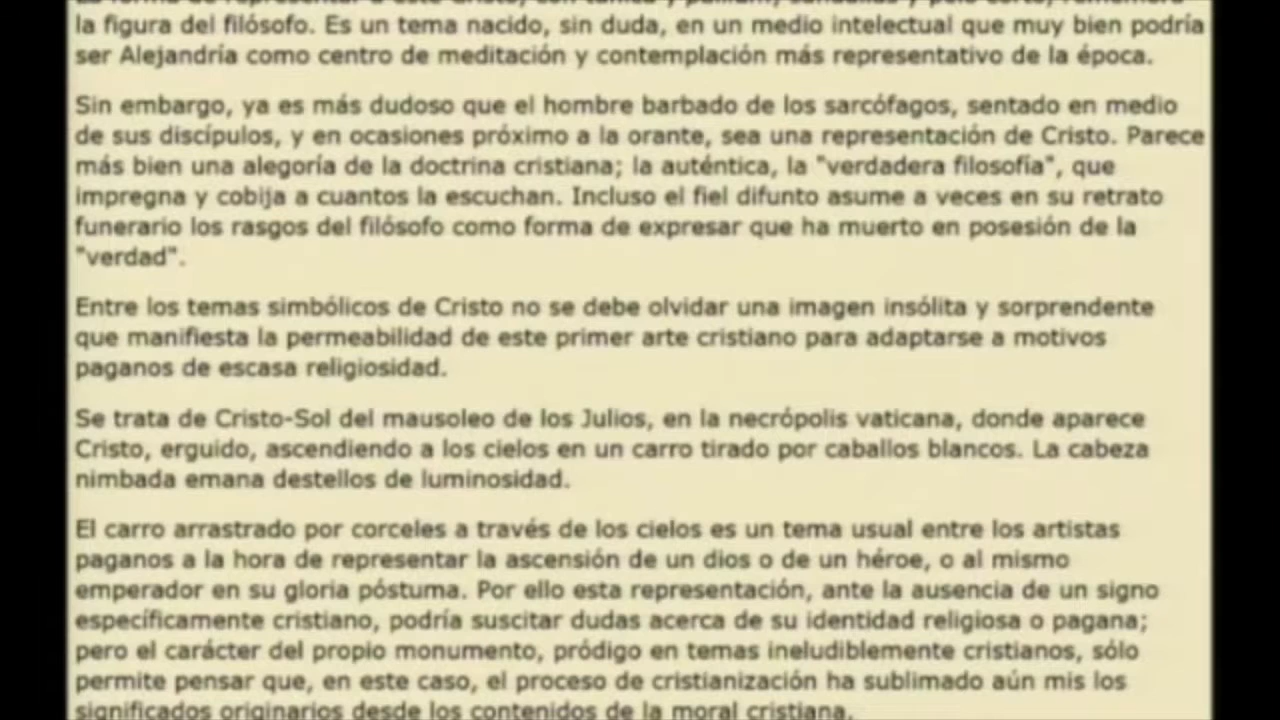 la figura del filósofo. Es un tema nacido, sin duda, en un medio intelectual que muy bien podría
ser Alejandría como centro de meditación y contemplación más representativo de la época.
Sin embargo, ya es más dudoso que el hombre barbado de los sarcófagos, sentado en medio
de sus discípulos, y en ocasiones próximo a la orante, sea una representación de Cristo. Parece
más bien una alegoría de la doctrina cristiana; la auténtica, la "verdadera filosofía", que
impregna y cobija a cuantos la escuchan. Incluso el fiel difunto asume a veces en su retrato
funerario los rasgos del filósofo como forma de expresar que ha muerto en posesión de la
"verdad".
Entre los temas simbólicos de Cristo no se debe olvidar una imagen insólita y sorprendente
que manifiesta la permeabilidad de este primer arte cristiano para adaptarse a motivos
paganos de escasa religiosidad.
Se trata de Cristo-Sol del mausoleo de los Julios, en la necrópolis vaticana, donde aparece
Cristo, erguido, ascendiendo a los cielos en un carro tirado por caballos blancos. La cabeza
nimbada emana destellos de luminosidad.
El carro arrastrado por corceles a través de los cielos es un tema usual entre los artistas
paganos a la hora de representar la ascensión de un dios o de un héroe, o al mismo
emperador en su gloria póstuma. Por ello esta representación, ante la ausencia de un signo
específicamente cristiano, podría suscitar dudas acerca de su identidad religiosa o pagana;
pero el carácter del propio monumento, pródigo en temas ineludiblemente cristianos, sólo
permite pensar que, en este caso, el proceso de cristianización ha sublimado aún mis los
significados originarios desde los contenidos de la moral cristiana.